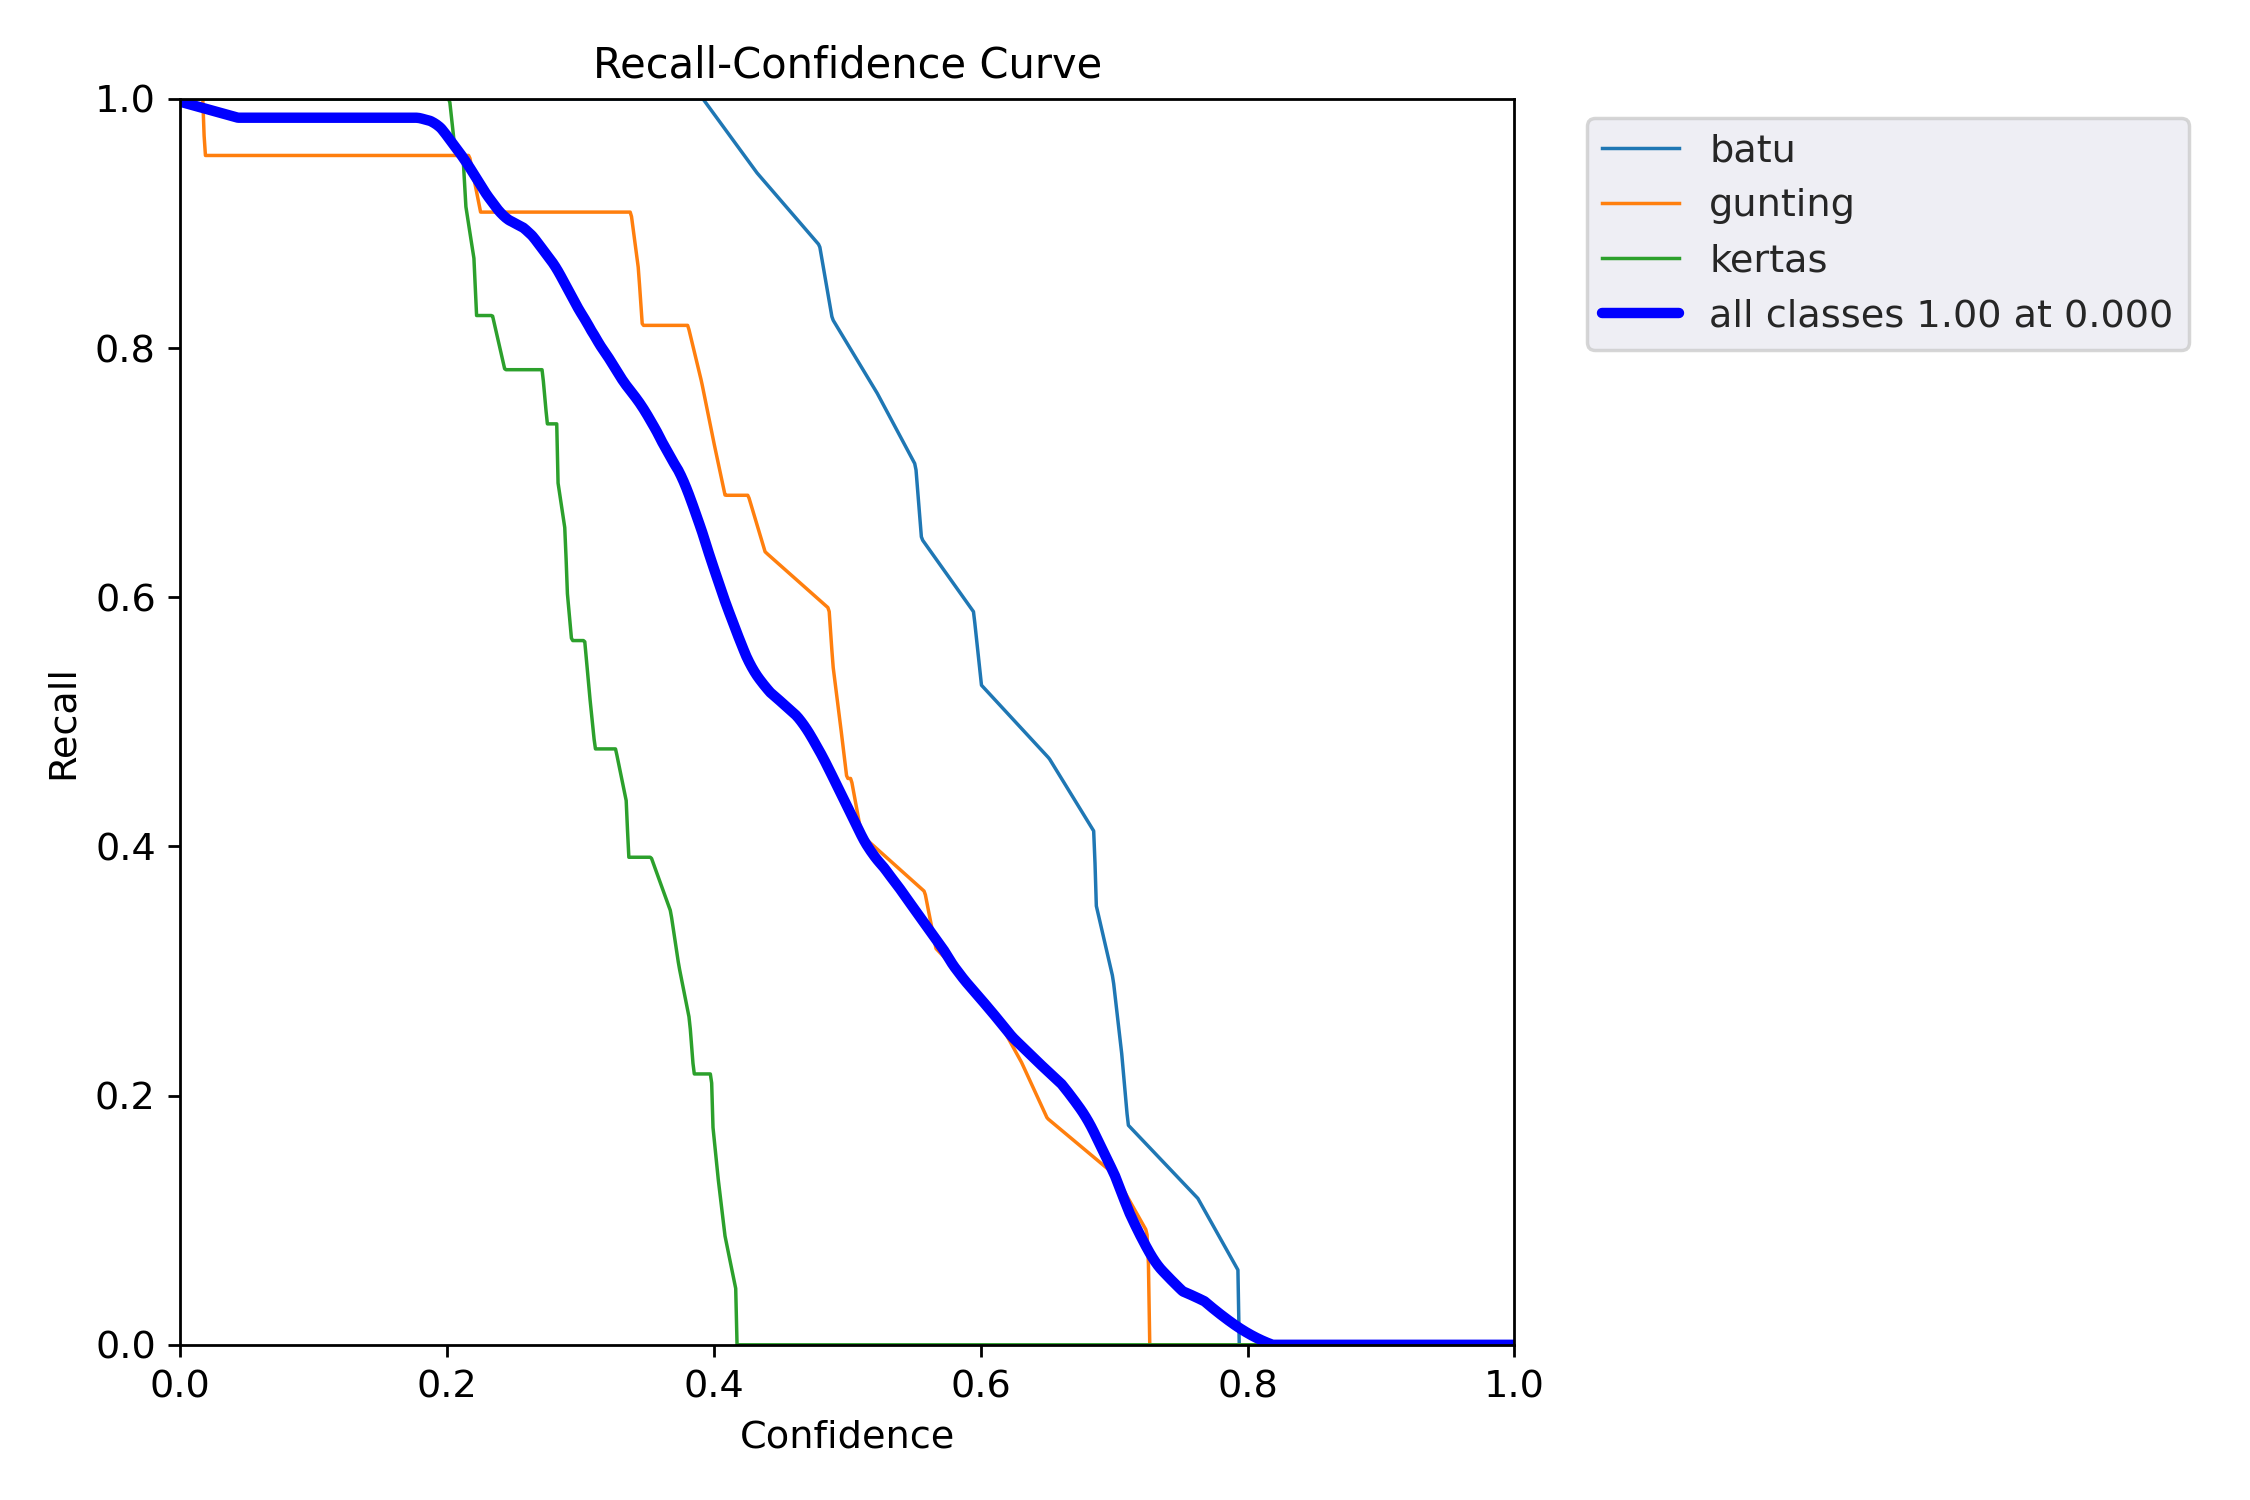 Recall-Confidence Curve
1.0
0.8
0.6
0.4
0.2
0.0
Recall
0.0 0.2 0.4 0.6 0.8 1.0
Confidence
batu
gunting
kertas
all classes 1.00 at 0.000